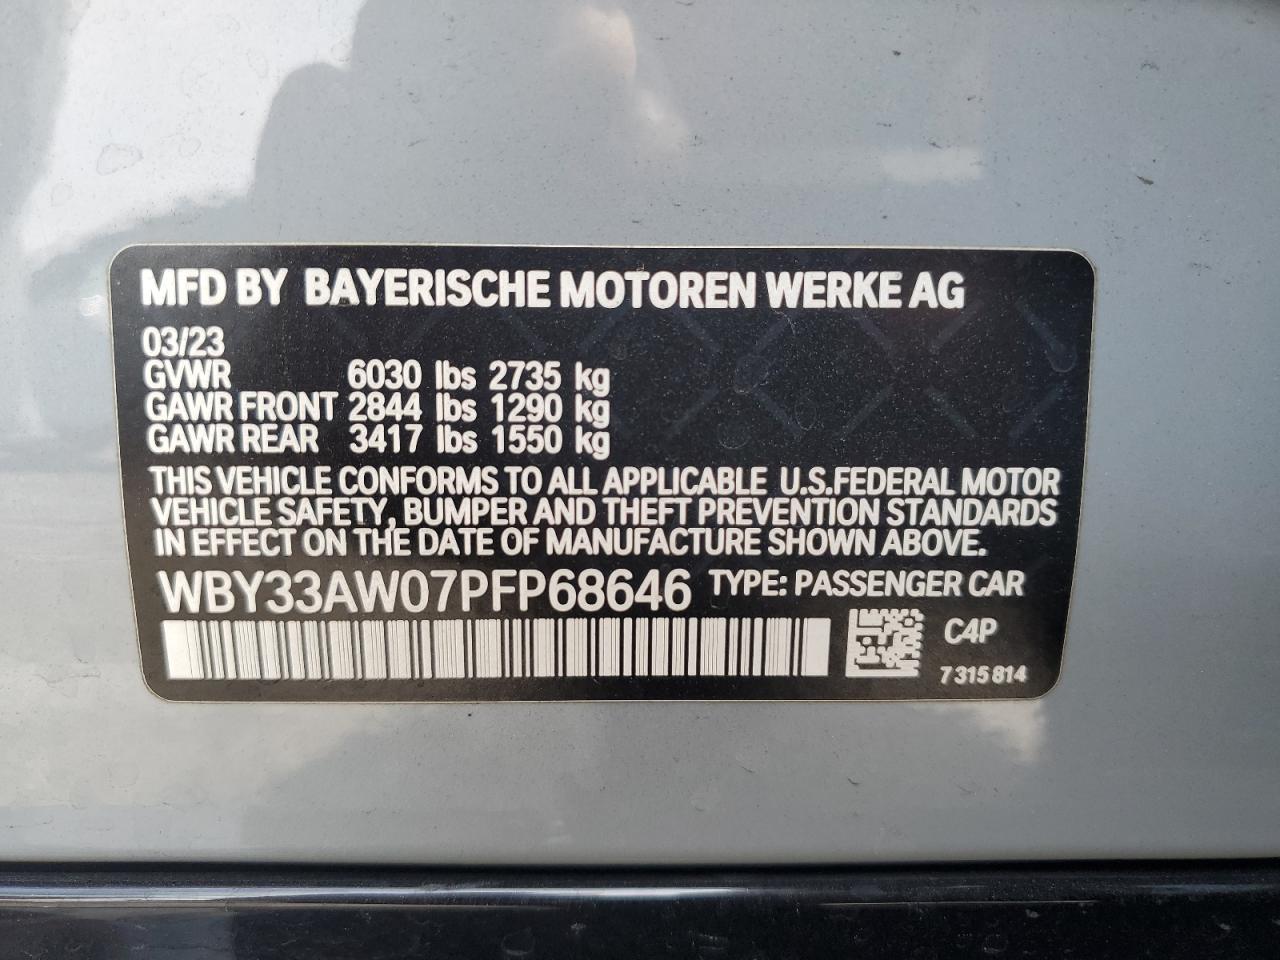 MFD BY BAYERISCHE MOTOREN WERKE AG
03/23
GVWR 6030 lbs 2735 kg
GAWR FRONT 2844 lbs 1290 kg
GAWR REAR 3417 lbs 1550 kg
THIS VEHICLE CONFORMS TO ALL APPLICABLE U.S.FEDERAL MOTOR
VEHICLE SAFETY, BUMPER AND THEFT PREVENTION STANDARDS
IN EFFECT ON THE DATE OF MANUFACTURE SHOWN ABOVE.
WBY33AW07PFP68646 TYPE: PASSENGER CAR
C4P
7 315 814